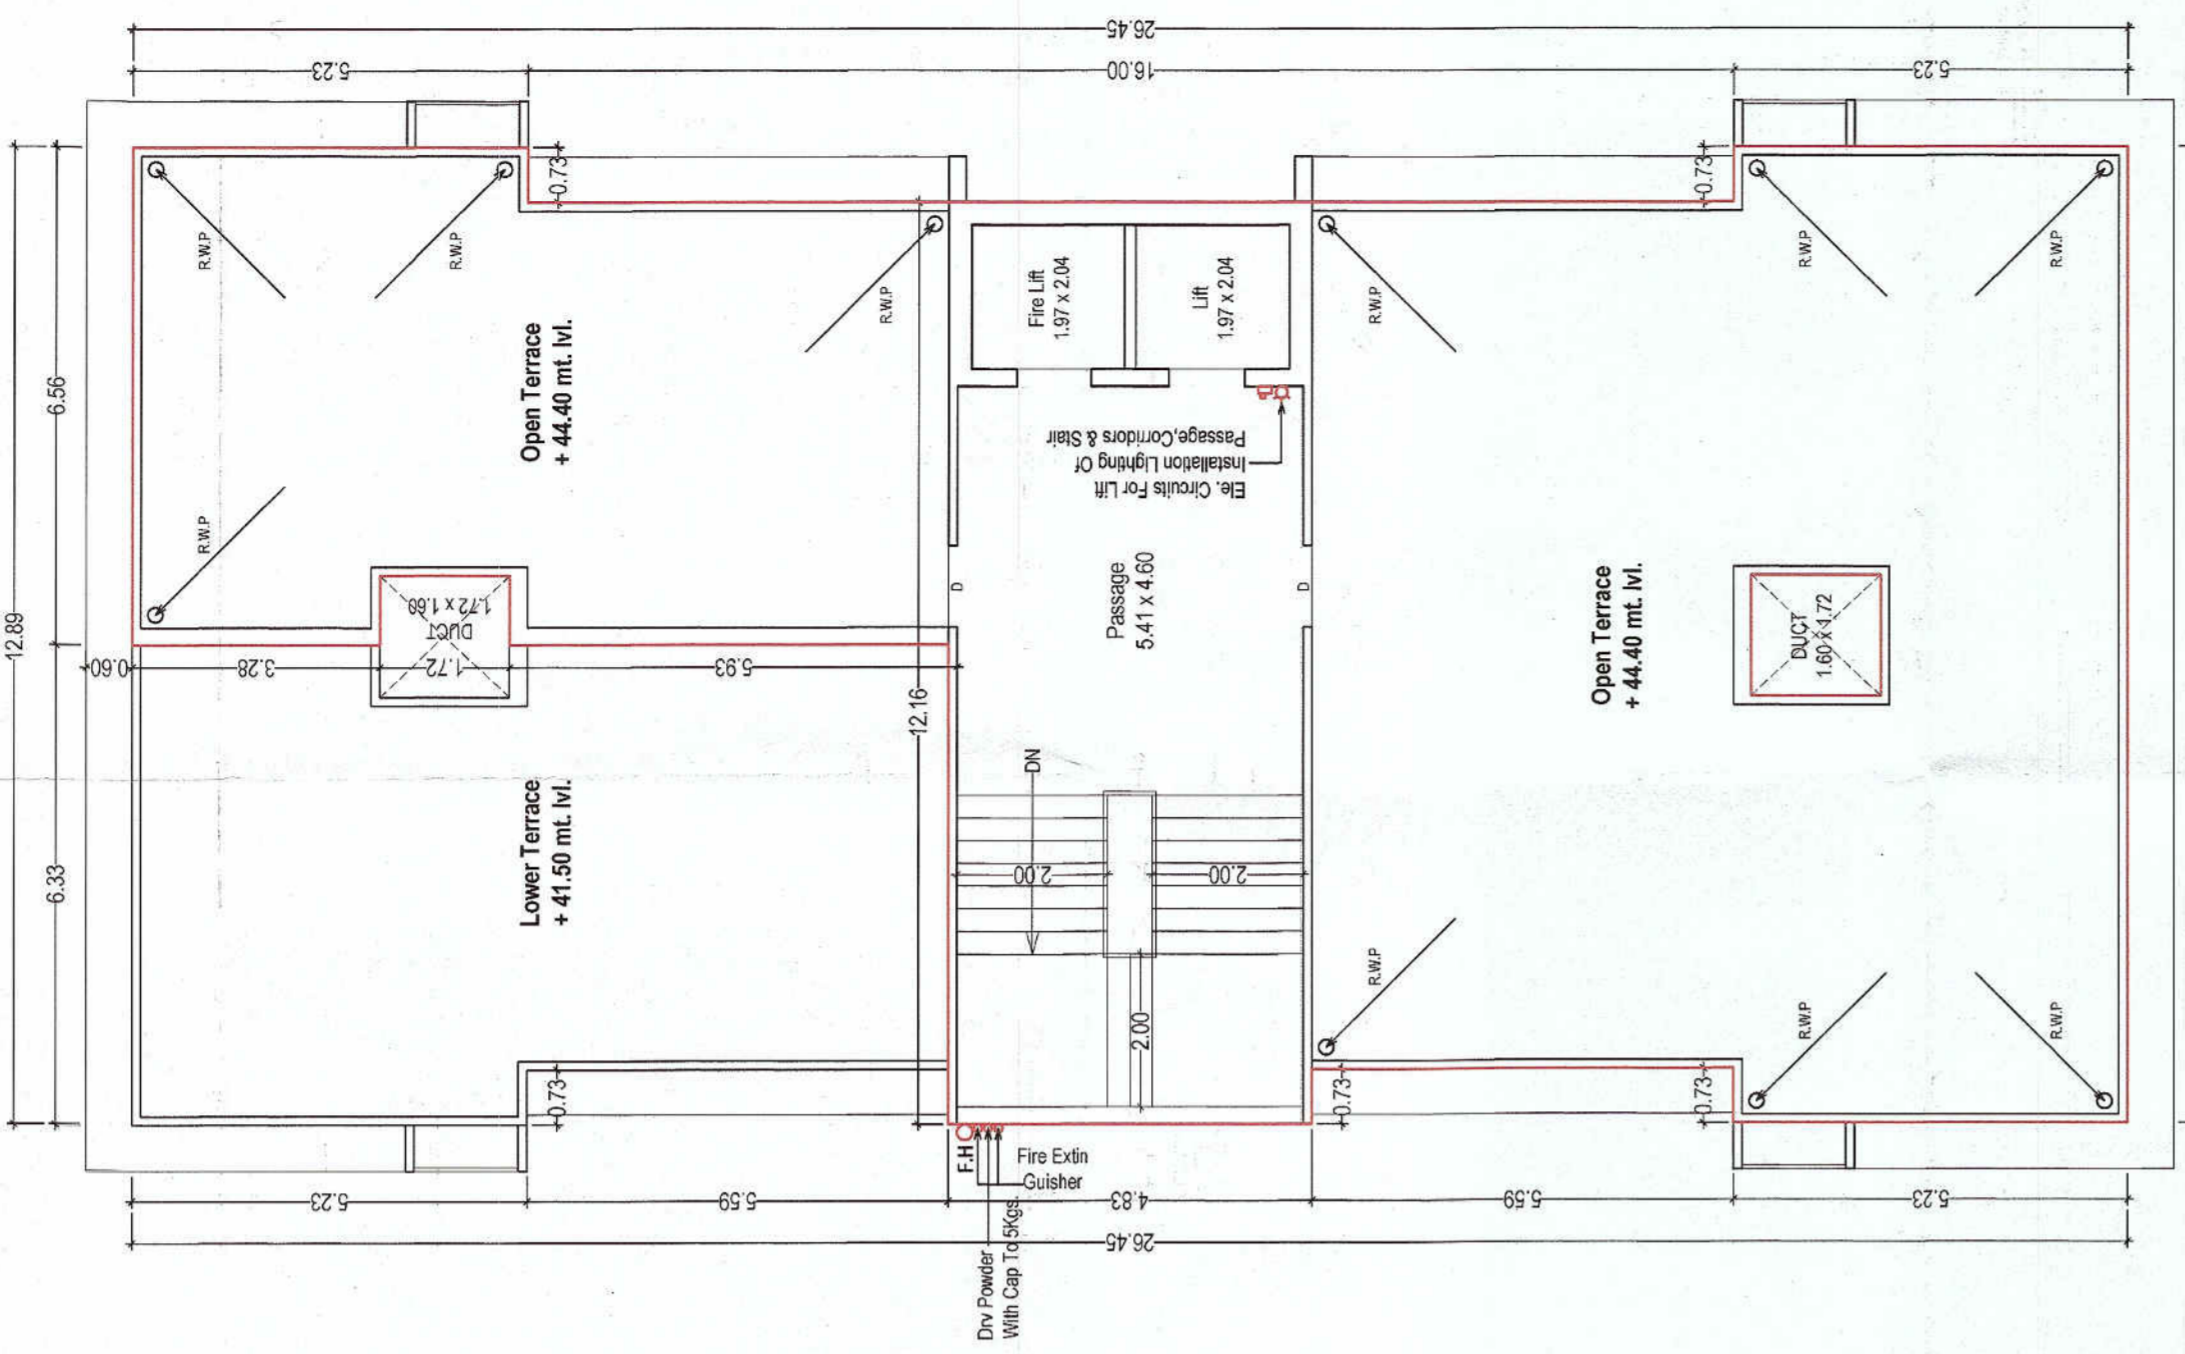 26.45
5.23
16.00
5.23
12.89
6.56
6.33
0.73
0.73
R.W.P
R.W.P
R.W.P
R.W.P
R.W.P
R.W.P
R.W.P
Open Terrace
+ 44.40 mt. lvl.
Fire Lift
1.97 x 2.04
Lift
1.97 x 2.04
Ele. Circuits For Lift
Installation Lighting Of
Passage,Corridors & Stair
DUCT
1.72 x 1.60
0.60
3.28
1.72
5.93
12.16
D
D
Passage
5.41 x 4.60
Open Terrace
+ 44.40 mt. lvl.
DUCT
1.60 x 1.72
Lower Terrace
+ 41.50 mt. lvl.
DN
2.00
2.00
2.00
R.W.P
R.W.P
R.W.P
0.73
0.73
0.73
F.H
Fire Extin
Guisher
Drv Powder
With Cap To 5Kgs
5.23
5.59
4.83
5.59
5.23
26.45